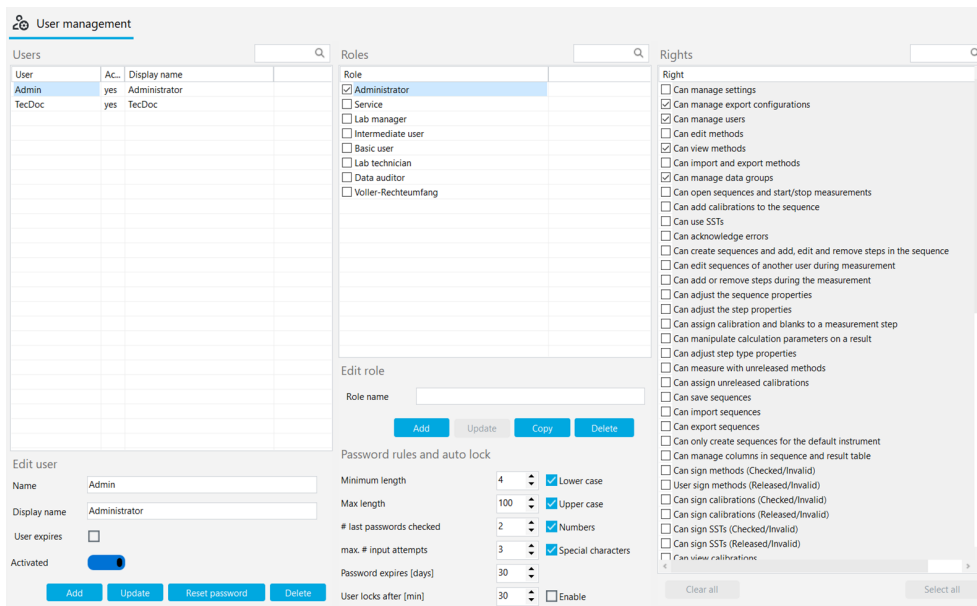 User management
Users
User Ac... Display name
Admin yes Administrator
TecDoc yes TecDoc
Edit user
Name Admin
Display name Administrator
User expires
Activated
Add Update Reset password Delete
Roles
Role
Administrator
Service
Lab manager
Intermediate user
Basic user
Lab technician
Data auditor
Voller-Rechteumfang
Edit role
Role name
Add Update Copy Delete
Password rules and auto lock
Minimum length 4 Lower case
Max length 100 Upper case
# last passwords checked 2 Numbers
max. # input attempts 3 Special characters
Password expires [days] 30
User locks after [min] 30 Enable
Rights
Right
Can manage settings
Can manage export configurations
Can manage users
Can edit methods
Can view methods
Can import and export methods
Can manage data groups
Can open sequences and start/stop measurements
Can add calibrations to the sequence
Can use SSTs
Can acknowledge errors
Can create sequences and add, edit and remove steps in the sequence
Can edit sequences of another user during measurement
Can add or remove steps during the measurement
Can adjust the sequence properties
Can adjust the step properties
Can assign calibration and blanks to a measurement step
Can manipulate calculation parameters on a result
Can adjust step type properties
Can measure with unreleased methods
Can assign unreleased calibrations
Can save sequences
Can import sequences
Can export sequences
Can only create sequences for the default instrument
Can manage columns in sequence and result table
Can sign methods (Checked/Invalid)
User sign methods (Released/Invalid)
Can sign calibrations (Checked/Invalid)
Can sign calibrations (Released/Invalid)
Can sign SSTs (Checked/Invalid)
Can sign SSTs (Released/Invalid)
Can view calibrations
Clear all Select all